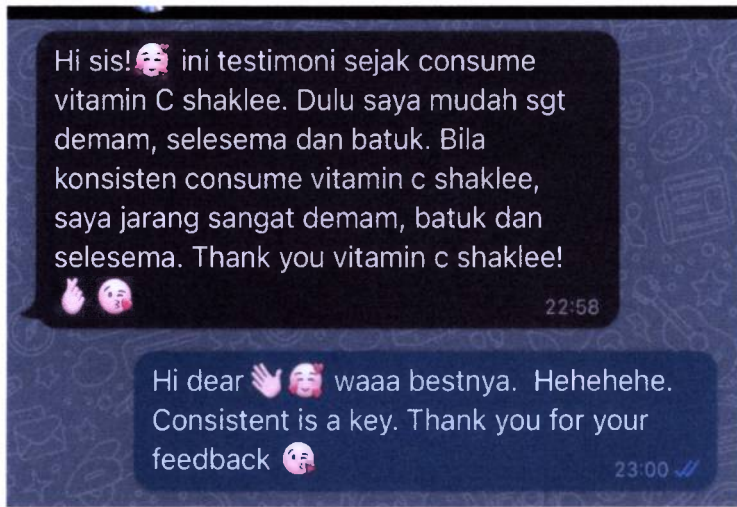 Hi sis!🥰 ini testimoni sejak consume
vitamin C shaklee. Dulu saya mudah sgt
demam, selesema dan batuk. Bila
konsisten consume vitamin c shaklee,
saya jarang sangat demam, batuk dan
selesema. Thank you vitamin c shaklee!
🫰🏻 😘
22:58
Hi dear 👋🏻 🥰 waaa bestnya. Hehehehe.
Consistent is a key. Thank you for your
feedback 😘
23:00